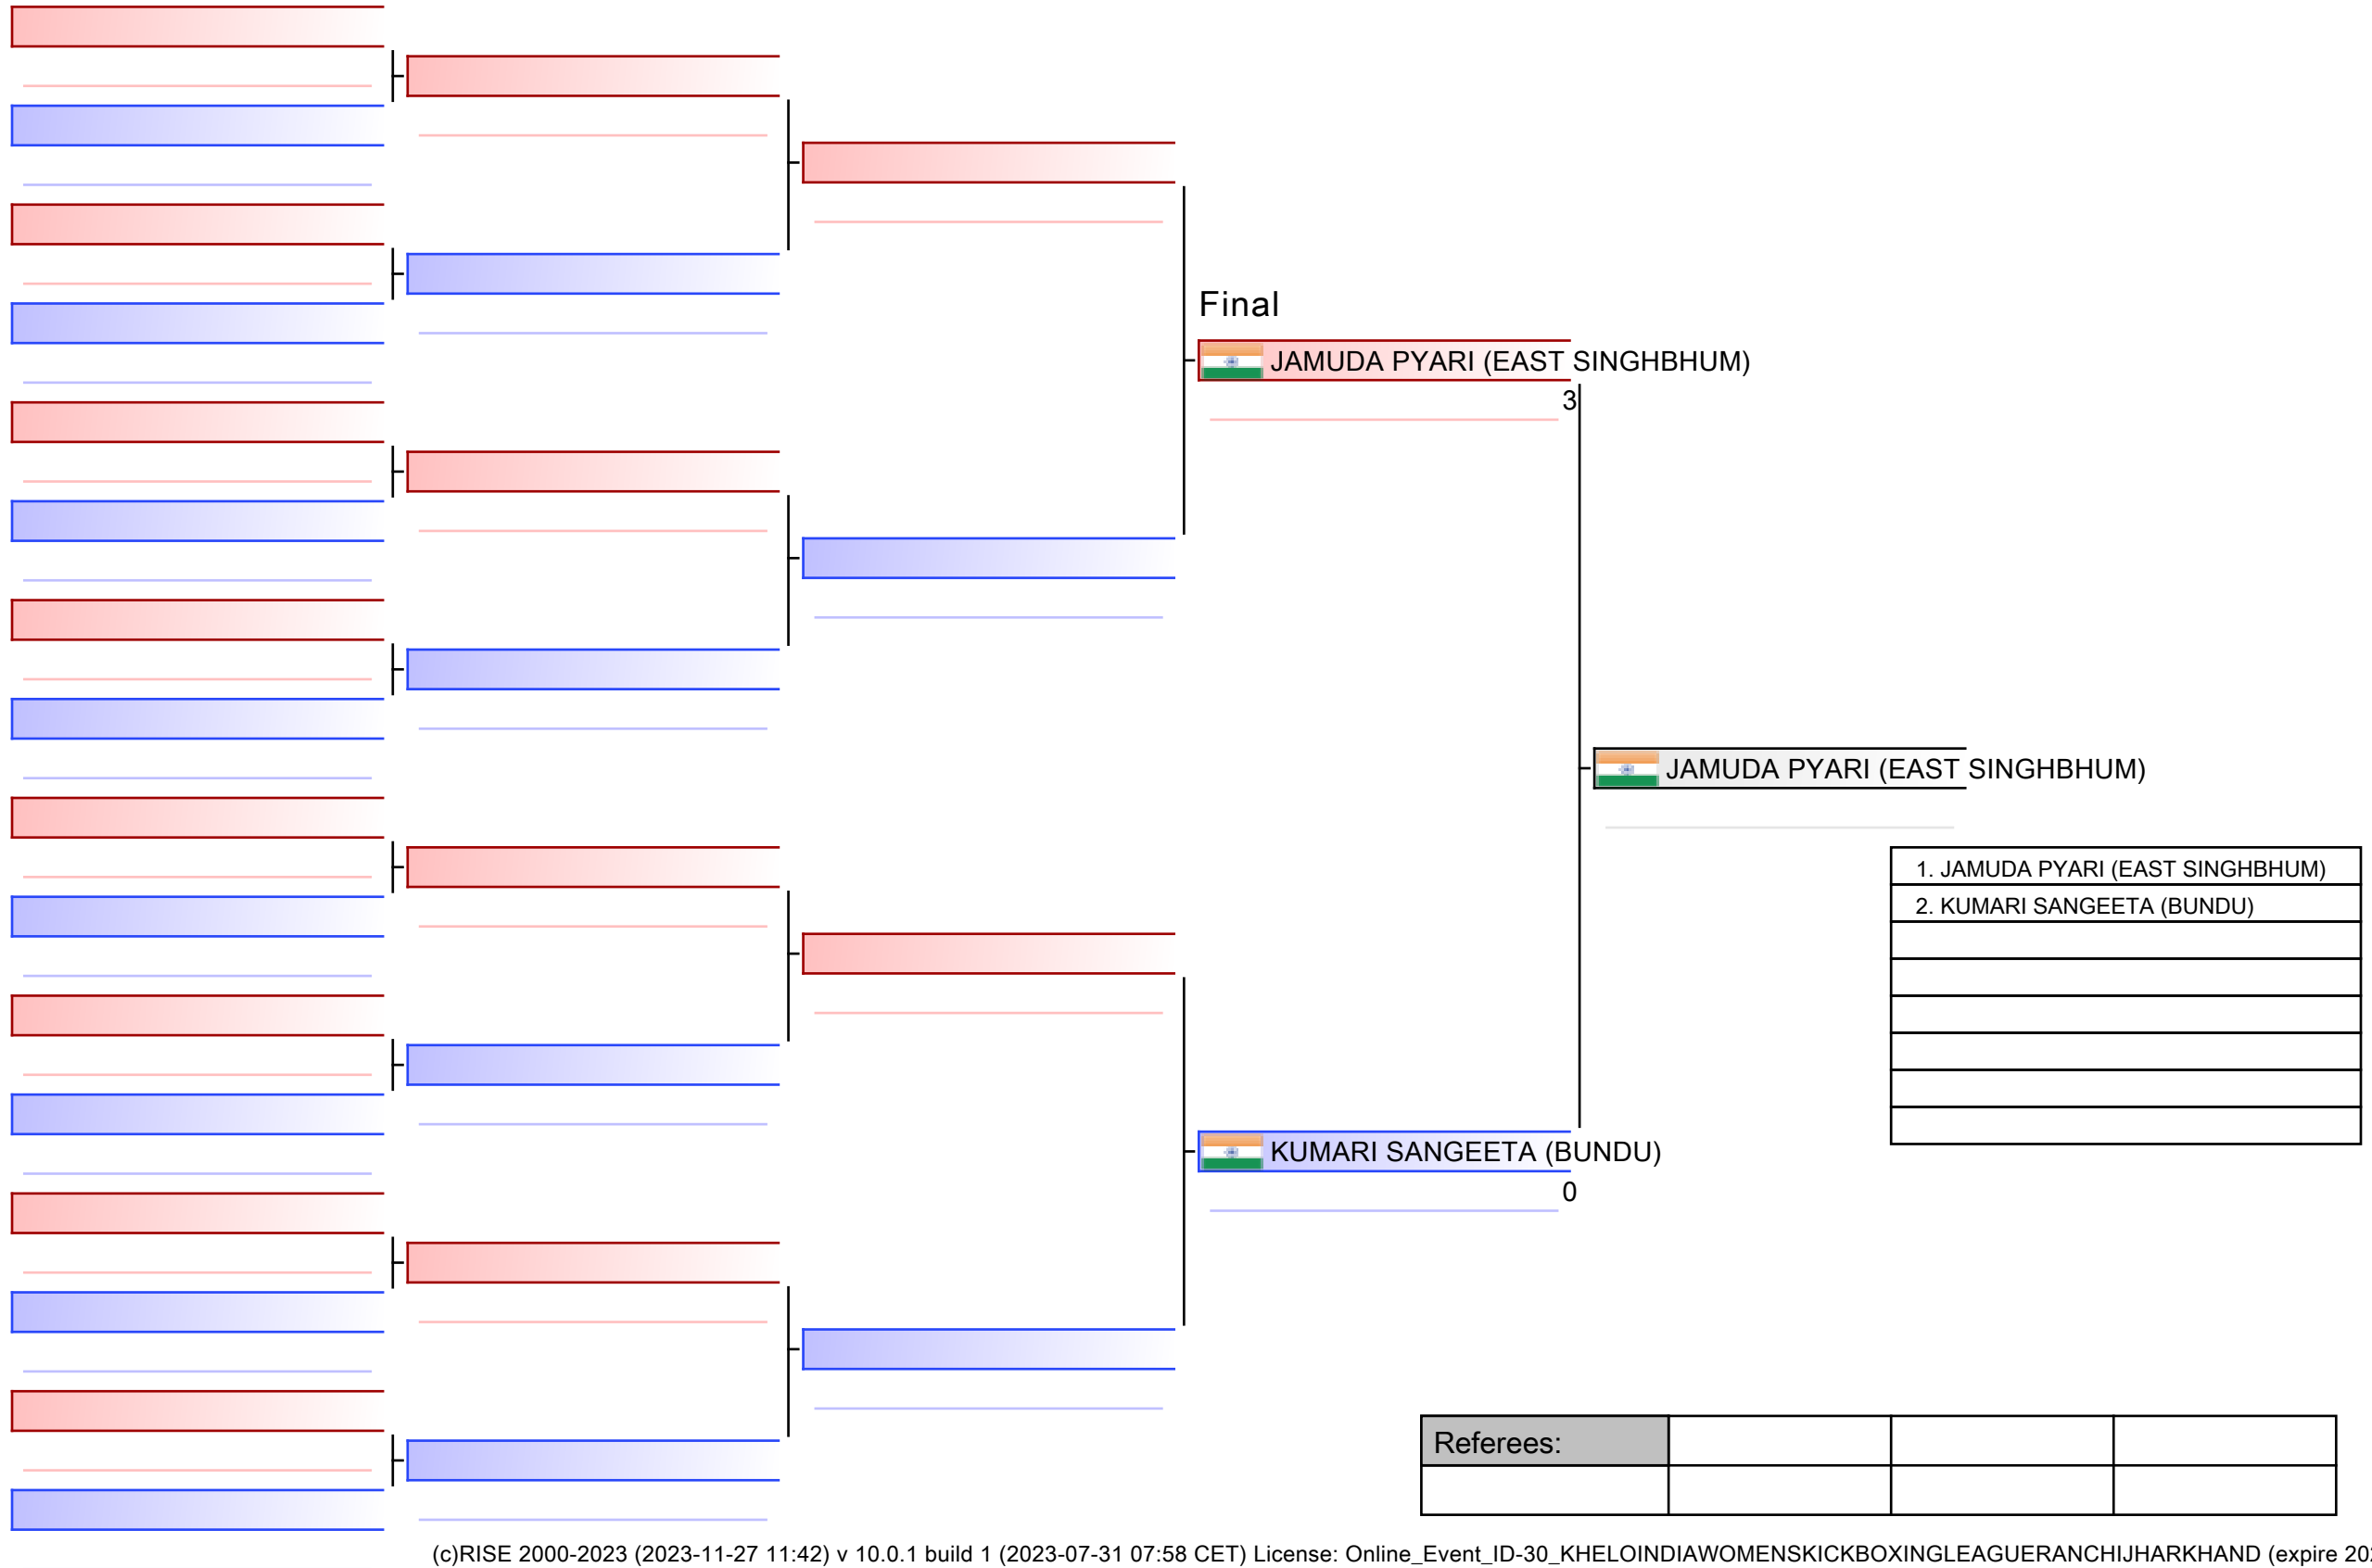 Final
JAMUDA PYARI (EAST SINGHBHUM)
3
JAMUDA PYARI (EAST SINGHBHUM)
1. JAMUDA PYARI (EAST SINGHBHUM)
2. KUMARI SANGEETA (BUNDU)
KUMARI SANGEETA (BUNDU)
0
Referees:
(c)RISE 2000-2023 (2023-11-27 11:42) v 10.0.1 build 1 (2023-07-31 07:58 CET) License: Online_Event_ID-30_KHELOINDIAWOMENSKICKBOXINGLEAGUERANCHIJHARKHAND (expire